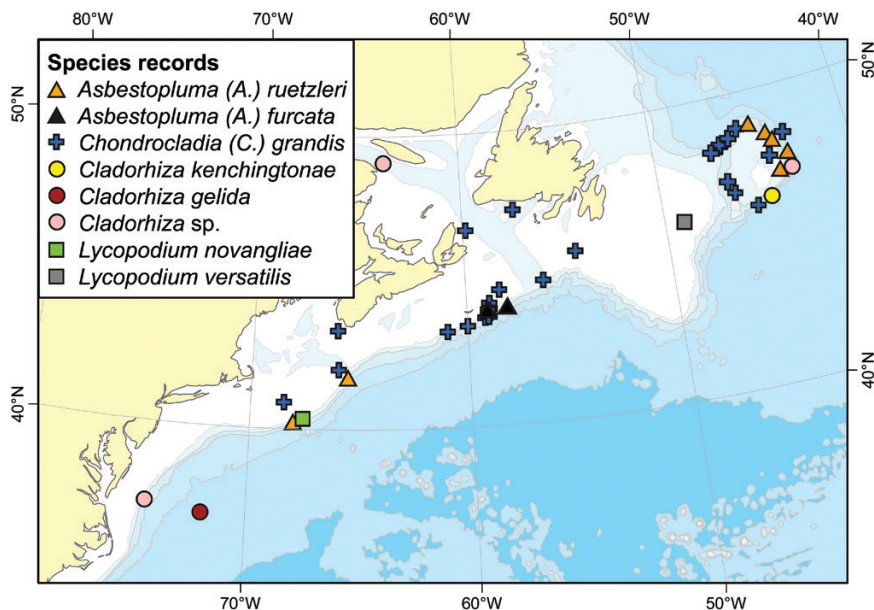 80°W 70°W 60°W 50°W 40°W
50°N
50°N
Species records
Asbestopluma (A.) ruetzleri
Asbestopluma (A.) furcata
Chondrocladia (C.) grandis
Cladorhiza kenchingtonae
Cladorhiza gelida
Cladorhiza sp.
Lycopodium novangliae
Lycopodium versatilis
40°N
40°N
70°W 60°W 50°W